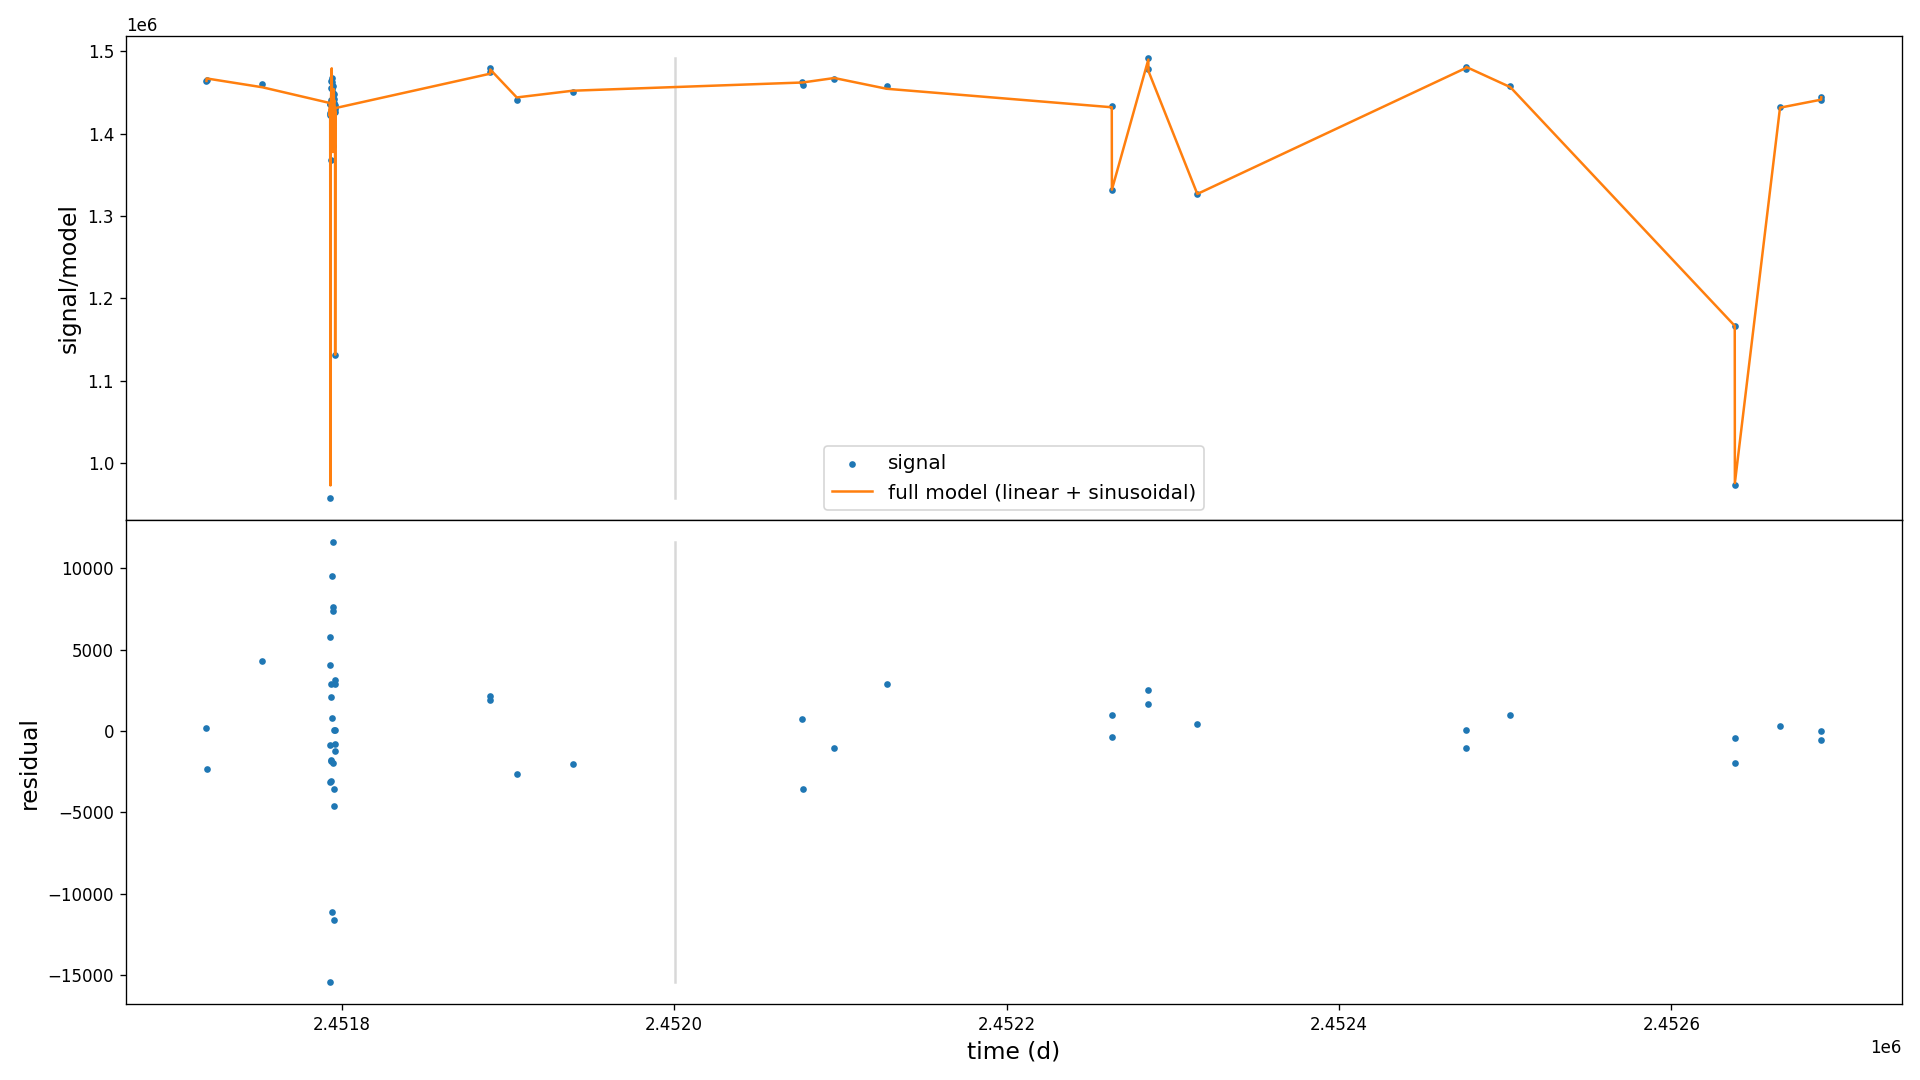 1e6
1.5
1.4
1.3
1.2
1.1
1.0
signal/model
signal
full model (linear + sinusoidal)
10000
5000
0
−5000
−10000
−15000
residual
2.4518
2.4520
2.4522
2.4524
2.4526
1e6
time (d)